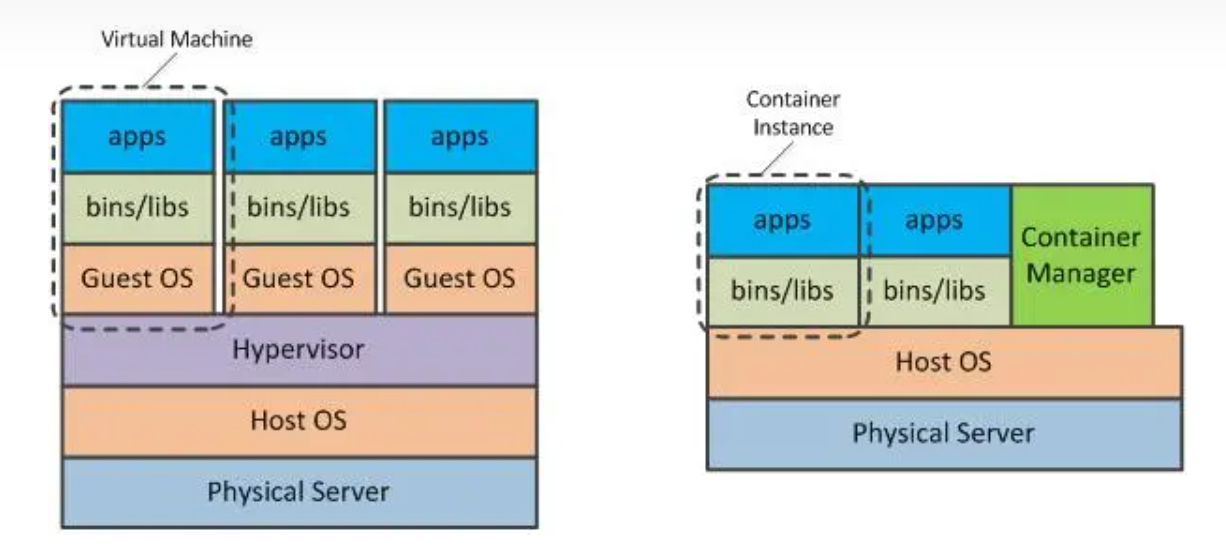 Virtual Machine
apps
apps
apps
bins/libs
bins/libs
bins/libs
Guest OS
Guest OS
Guest OS
Hypervisor
Host OS
Physical Server
Container
Instance
apps
apps
Container
Manager
bins/libs
bins/libs
Host OS
Physical Server